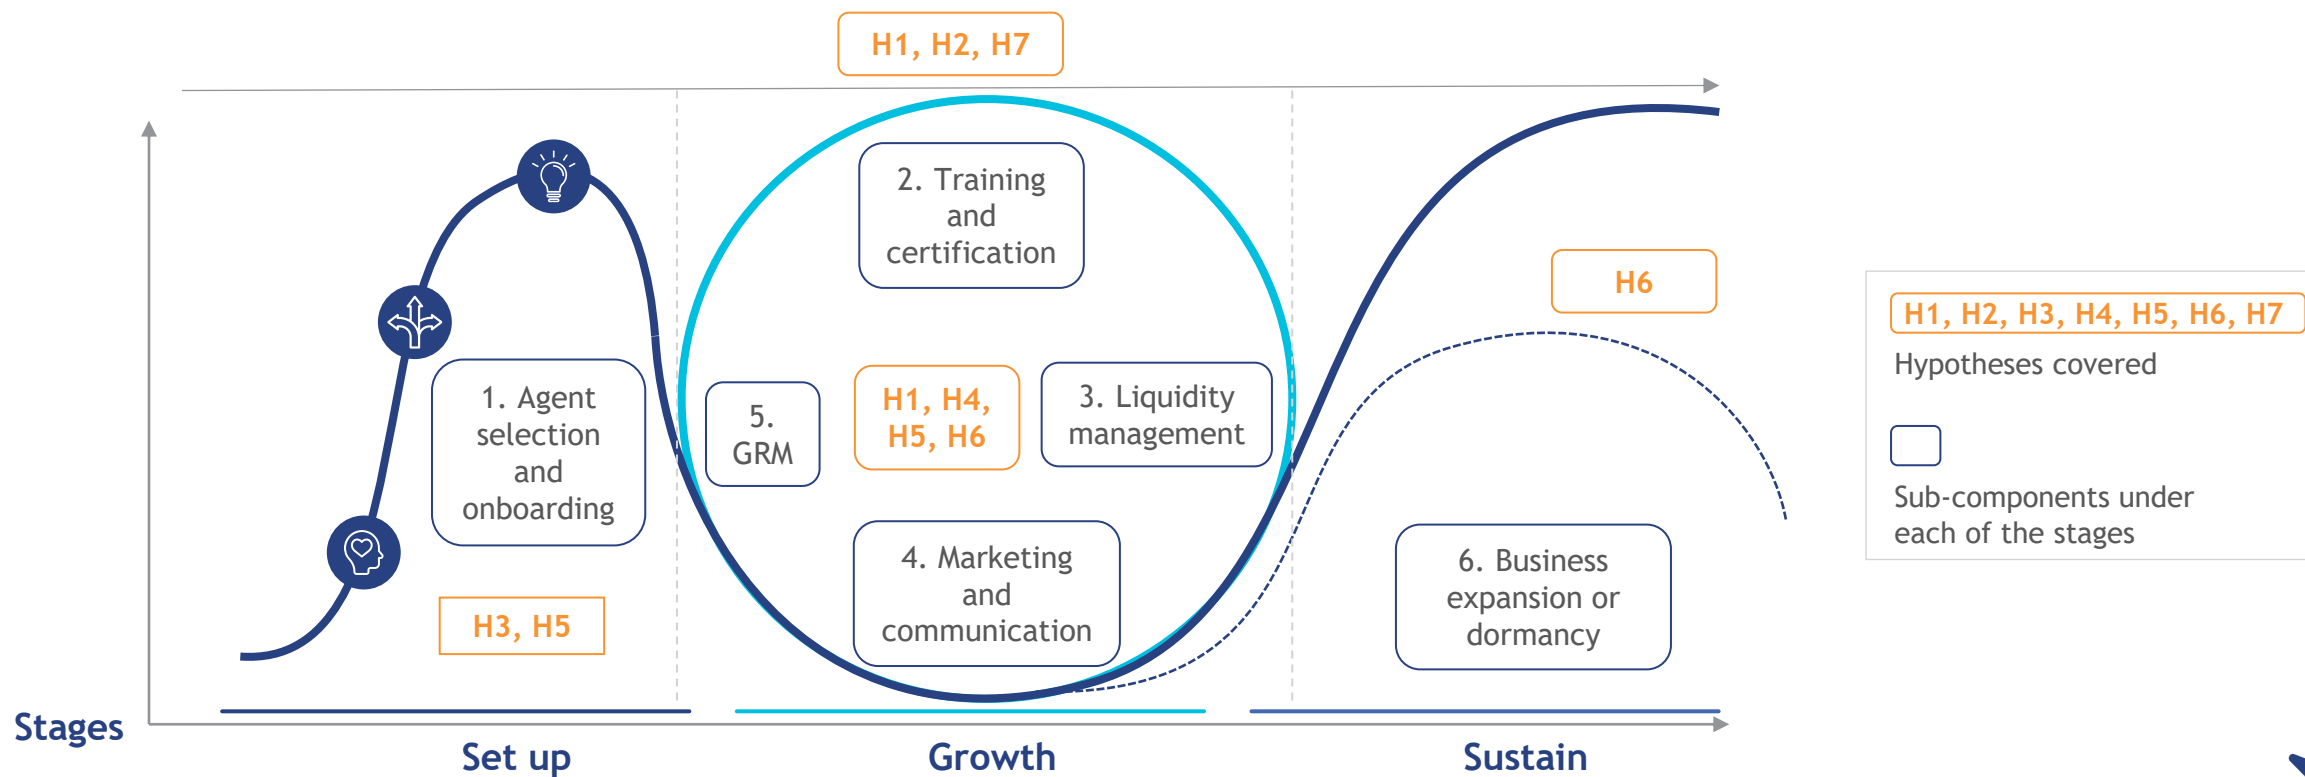 H1, H2, H7
2. Training
and
certification
H6
H1, H2, H3, H4, H5, H6, H7
Hypotheses covered
1. Agent
selection
and
onboarding
5.
GRM
H1, H4,
H5, H6
3. Liquidity
management
Sub-components under
each of the stages
H3, H5
4. Marketing
and
communication
6. Business
expansion or
dormancy
Stages
Set up
Growth
Sustain